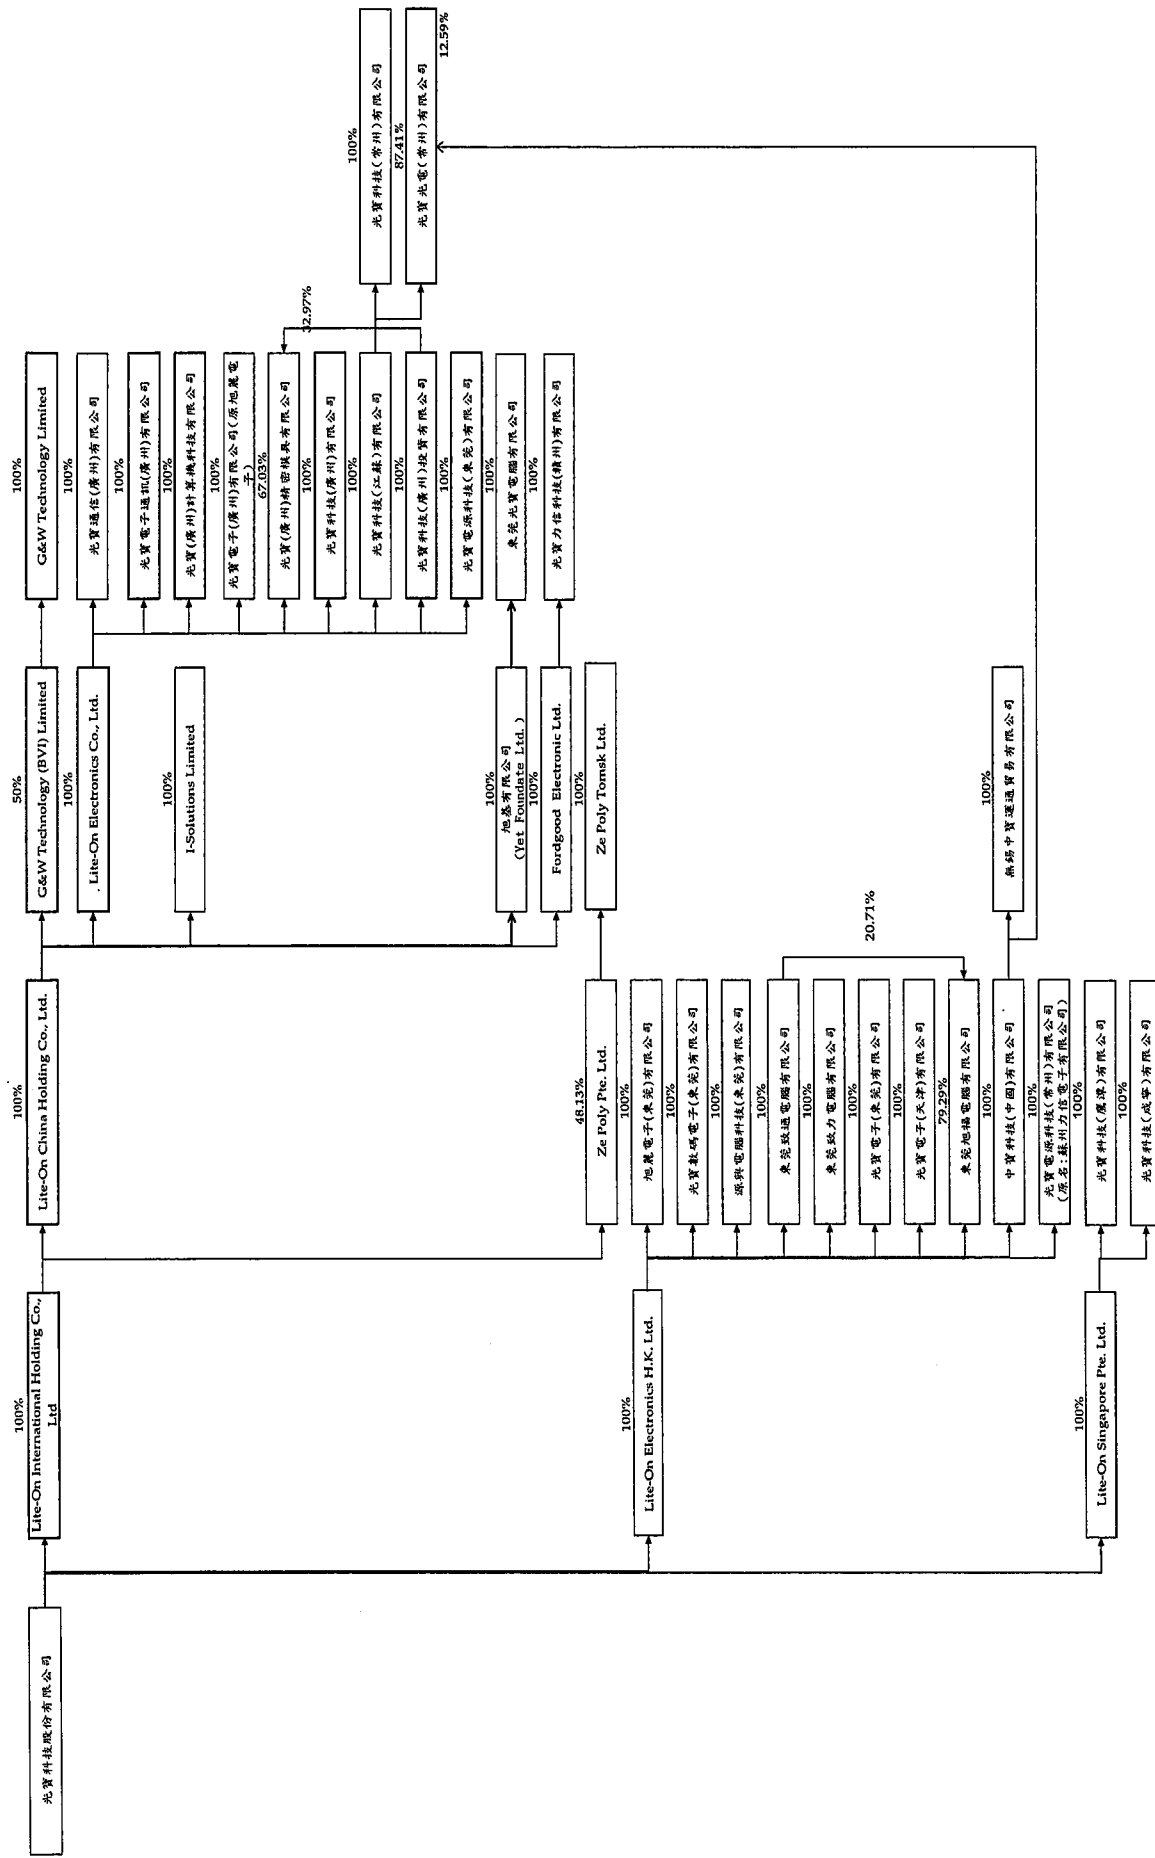 光寶科技股份有限公司
100%
Lite-On International Holding Co.,
Ltd
100%
Lite-On Electronics H.K. Ltd.
100%
Lite-On Singapore Pte. Ltd.
100%
Lite-On China Holding Co., Ltd.
48.13%
Ze Poly Pte. Ltd.
100%
旭麗電子(東莞)有限公司
100%
光寶數碼電子(東莞)有限公司
100%
源興電腦科技(東莞)有限公司
100%
東莞致通電腦有限公司
100%
東莞致力電腦有限公司
100%
光寶電子(東莞)有限公司
100%
光寶電子(天津)有限公司
79.29%
東莞旭福電腦有限公司
20.71%
100%
中寶科技(中國)有限公司
100%
光寶電源科技(常州)有限公司
(原名:蘇州力信電子有限公司)
100%
光寶科技(鷹潭)有限公司
100%
光寶科技(咸寧)有限公司
50%
G&W Technology (BVI) Limited
100%
Lite-On Electronics Co., Ltd.
100%
I-Solutions Limited
100%
旭基有限公司
(Yet Foundate Ltd. )
100%
Fordgood Electronic Ltd.
100%
Ze Poly Tomsk Ltd.
100%
無錫中寶運通貿易有限公司
100%
G&W Technology Limited
100%
光寶通信(廣州)有限公司
100%
光寶電子通訊(廣州)有限公司
100%
光寶(廣州)計算機科技有限公司
100%
光寶電子(廣州)有限公司(原旭麗電
子)
67.03%
光寶(廣州)精密模具有限公司
32.97%
100%
光寶科技(廣州)有限公司
100%
光寶科技(江蘇)有限公司
100%
光寶科技(廣州)投資有限公司
100%
光寶電源科技(東莞)有限公司
100%
東莞光寶電腦有限公司
100%
光寶力信科技(贛州)有限公司
100%
光寶科技(常州)有限公司
87.41%
光寶光電(常州)有限公司
12.59%